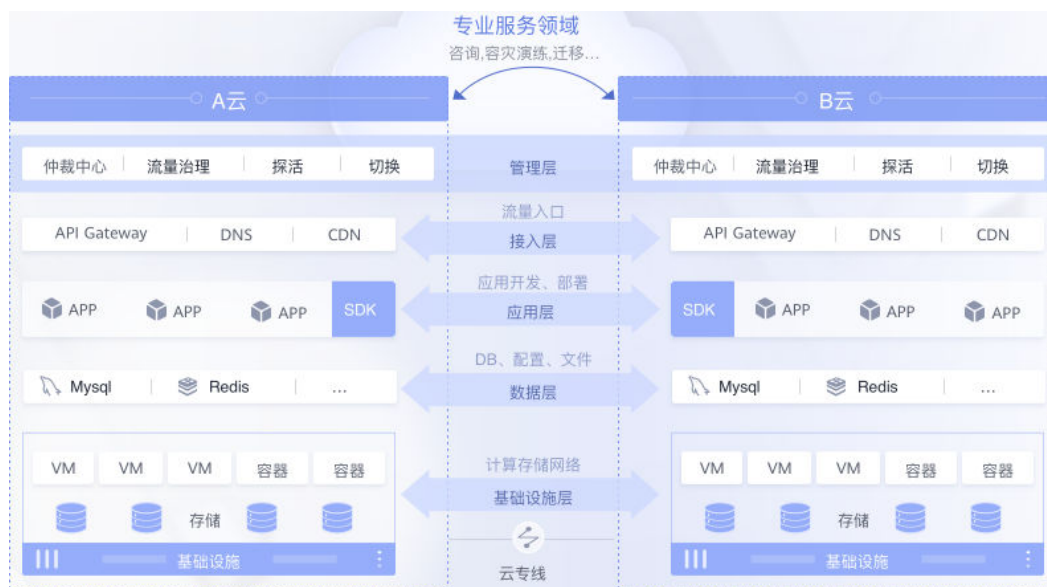 专业服务领域
咨询,容灾演练,迁移...
A云
B云
仲裁中心 流量治理 探活 切换
管理层
仲裁中心 流量治理 探活 切换
流量入口
API Gateway DNS CDN
接入层
API Gateway DNS CDN
应用开发、部署
APP APP APP SDK
应用层
SDK APP APP APP
DB、配置、文件
Mysql Redis ...
数据层
Mysql Redis ...
计算存储网络
VM VM VM 容器 容器
基础设施层
VM VM VM 容器 容器
存储
存储
基础设施
云专线
基础设施